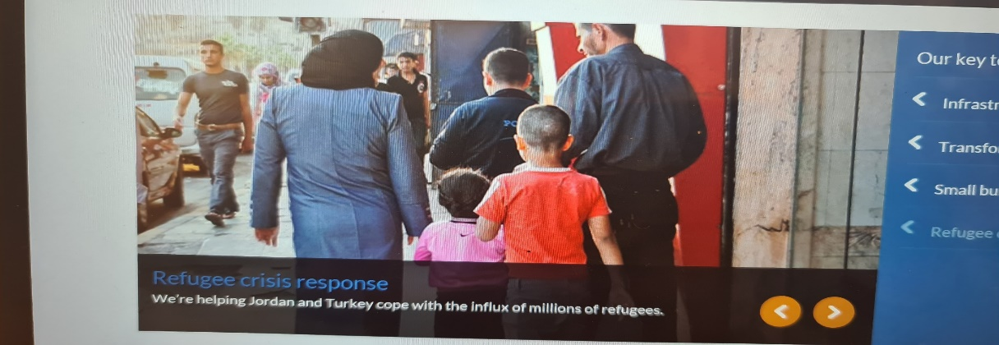 Our key
Infrastr
Transfo
Small bu
Refugee
Refugee crisis response
We're helping Jordan and Turkey cope with the influx of millions of refugees.